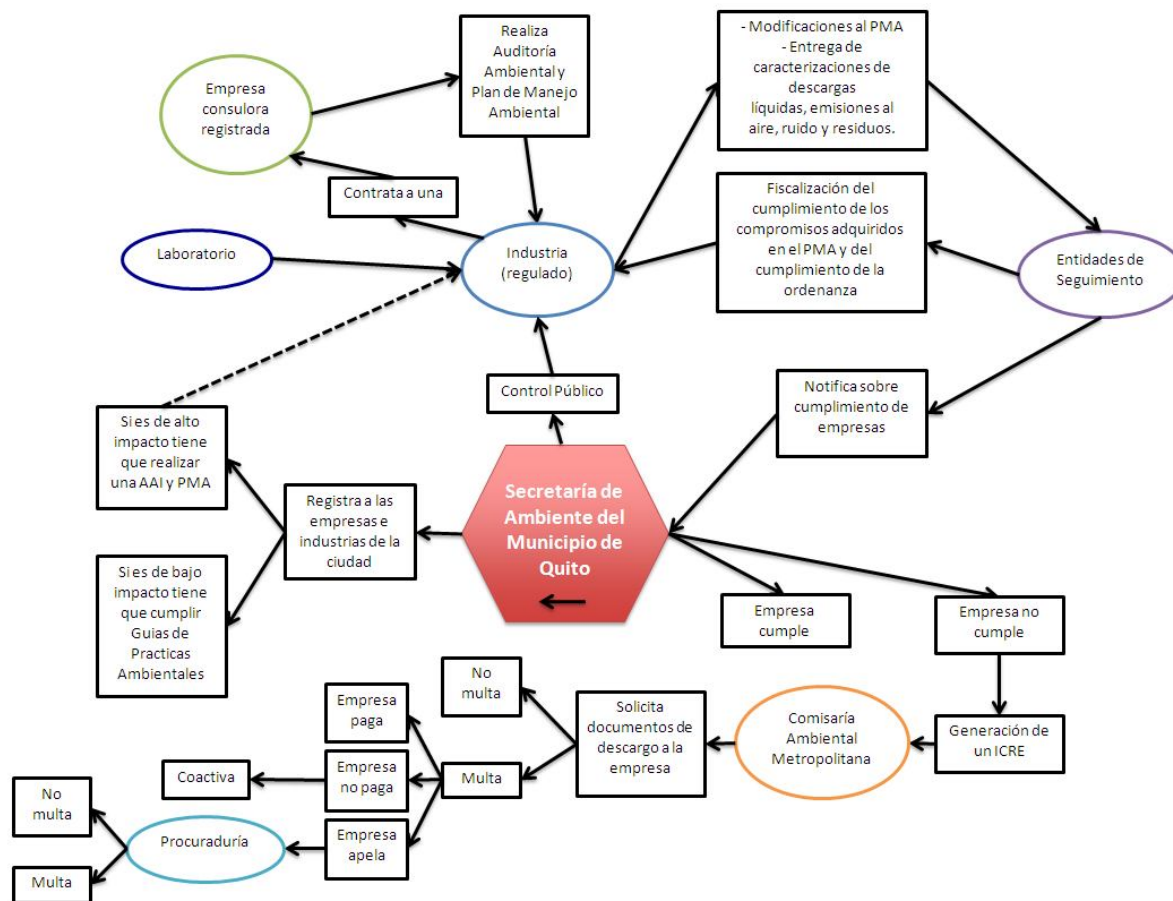 Empresa
consulora
registrada
Realiza
Auditoría
Ambiental y
Plan de Manejo
Ambiental
- Modificaciones al PMA
- Entrega de
caracterizaciones de
descargas
líquidas, emisiones al
aire, ruido y residuos.
Contrata a una
Laboratorio
Industria
(regulado)
Fiscalización del
cumplimiento de los
compromisos adquiridos
en el PMA y del
cumplimiento de la
ordenanza
Entidades de
Seguimiento
Control Público
Notifica sobre
cumplimiento de
empresas
Si es de alto
impacto tiene
que realizar
una AAI y PMA
Registra a las
empresas e
industrias de la
ciudad
Secretaría de
Ambiente del
Municipio de
Quito
Si es de bajo
impacto tiene
que cumplir
Guias de
Practicas
Ambientales
Empresa
cumple
Empresa no
cumple
No
multa
Empresa
paga
Solicita
documentos de
descargo a la
empresa
Comisaría
Ambiental
Metropolitana
Generación de
un ICRE
Coactiva
Empresa
no paga
Multa
No
multa
Procuraduría
Empresa
apela
Multa